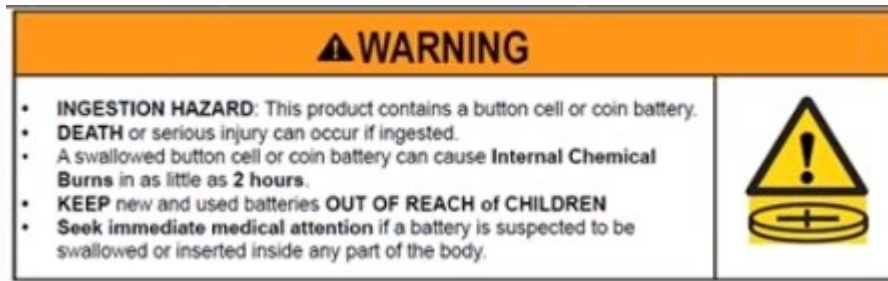 ⚠WARNING
• INGESTION HAZARD: This product contains a button cell or coin battery.
• DEATH or serious injury can occur if ingested.
• A swallowed button cell or coin battery can cause Internal Chemical
Burns in as little as 2 hours.
• KEEP new and used batteries OUT OF REACH of CHILDREN
• Seek immediate medical attention if a battery is suspected to be
swallowed or inserted inside any part of the body.